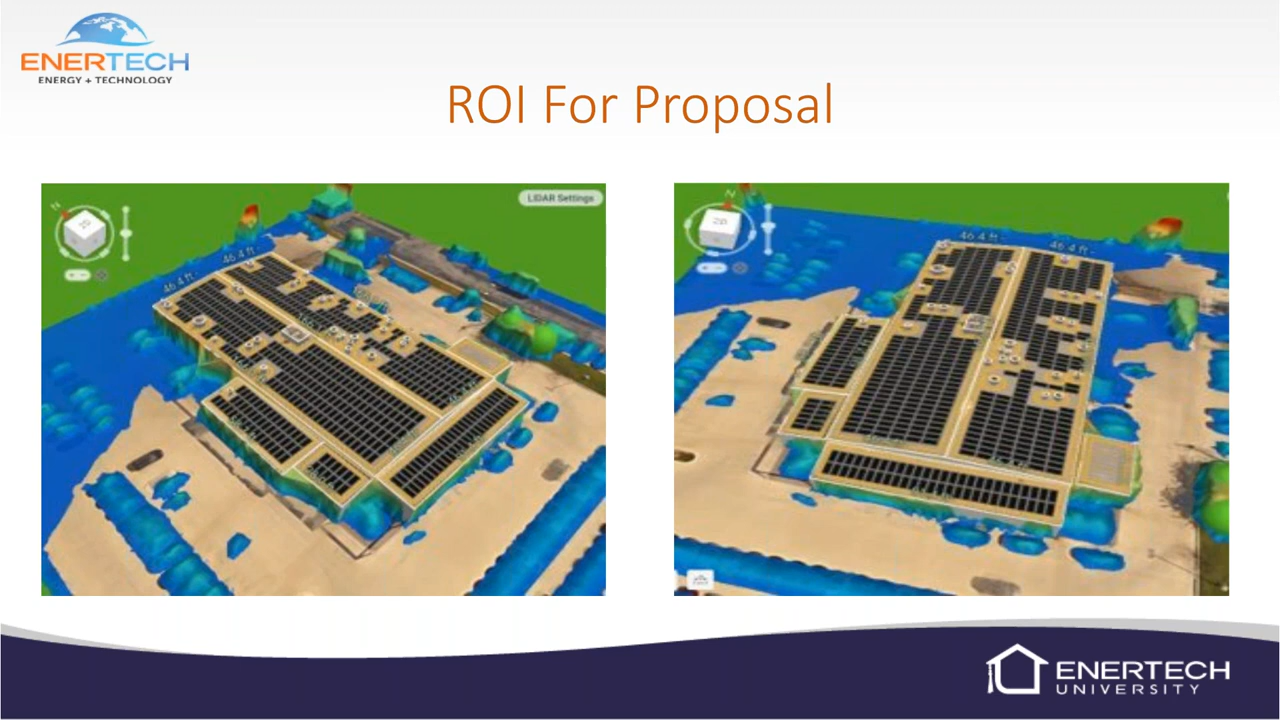 ENERTECH
ENERGY + TECHNOLOGY
ROI For Proposal
N
LIDAR Settings
46.4 ft
46.4 ft
N
46.4 ft
46.4 ft
ENERTECH
UNIVERSITY